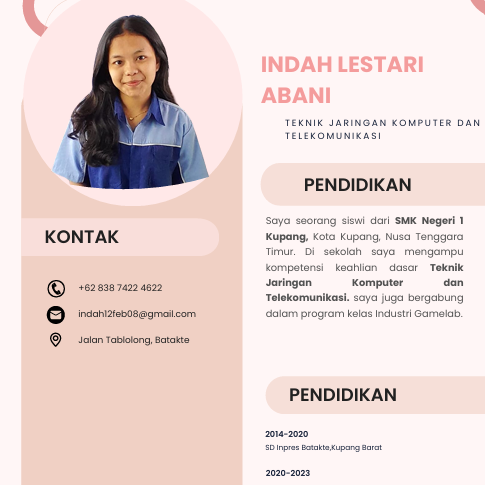 INDAH LESTARI
ABANI
TEKNIK JARINGAN KOMPUTER DAN
TELEKOMUNIKASI
PENDIDIKAN
Saya seorang siswi dari SMK Negeri 1
Kupang, Kota Kupang, Nusa Tenggara
Timur. Di sekolah saya mengampu
kompetensi keahlian dasar Teknik
Jaringan Komputer dan
Telekomunikasi. saya juga bergabung
dalam program kelas Industri Gamelab.
KONTAK
+62 838 7422 4622
indah12feb08@gmail.com
Jalan Tablolong, Batakte
PENDIDIKAN
2014-2020
SD Inpres Batakte,Kupang Barat
2020-2023